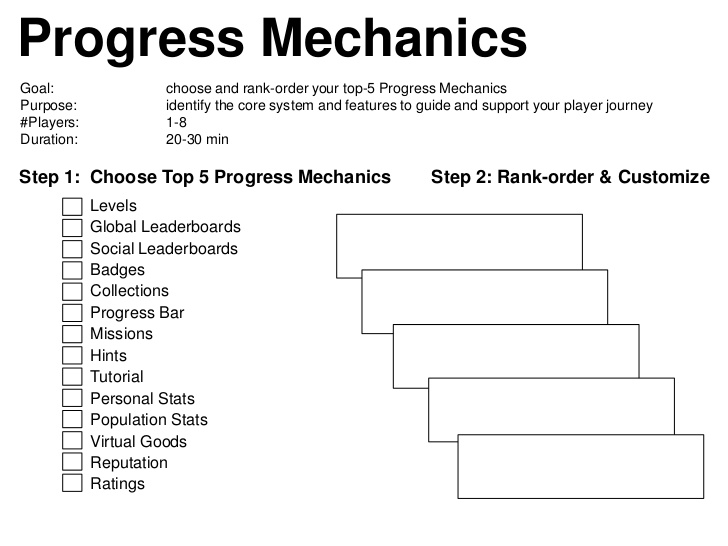 Progress Mechanics
Goal: choose and rank-order your top-5 Progress Mechanics
Purpose: identify the core system and features to guide and support your player journey
#Players: 1-8
Duration: 20-30 min
Step 1: Choose Top 5 Progress Mechanics
Levels
Global Leaderboards
Social Leaderboards
Badges
Collections
Progress Bar
Missions
Hints
Tutorial
Personal Stats
Population Stats
Virtual Goods
Reputation
Ratings
Step 2: Rank-order & Customize